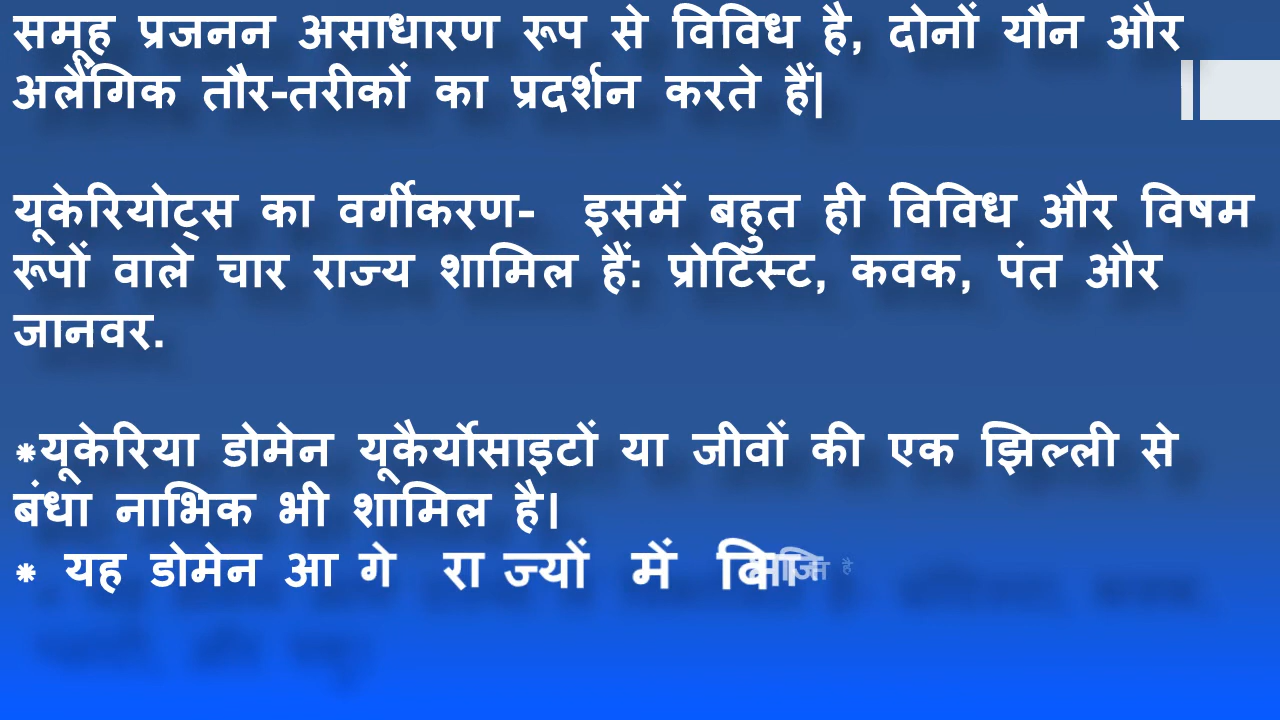 समूह प्रजनन असाधारण रूप से विविध है, दोनों यौन और
अलैंगिक तौर-तरीकों का प्रदर्शन करते हैं|
यूकेरियोट्स का वर्गीकरण- इसमें बहुत ही विविध और विषम
रूपों वाले चार राज्य शामिल हैं: प्रोटिस्ट, कवक, पंत और
जानवर.
*यूकेरिया डोमेन यूकैर्योसाइटों या जीवों की एक झिल्ली से
बंधा नाभिक भी शामिल है।
* यह डोमेन आगे राज्यों में